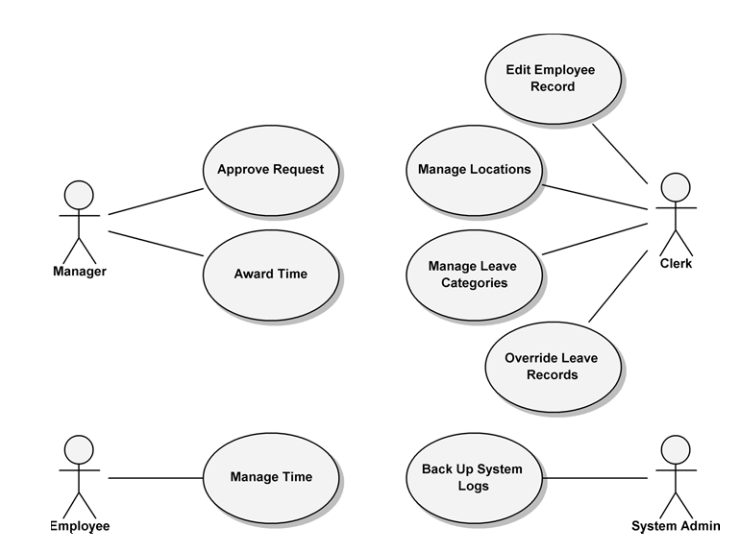 Edit Employee
Record
Approve Request
Manage Locations
Manager
Award Time
Manage Leave
Categories
Clerk
Override Leave
Records
Manage Time
Back Up System
Logs
Employee
System Admin